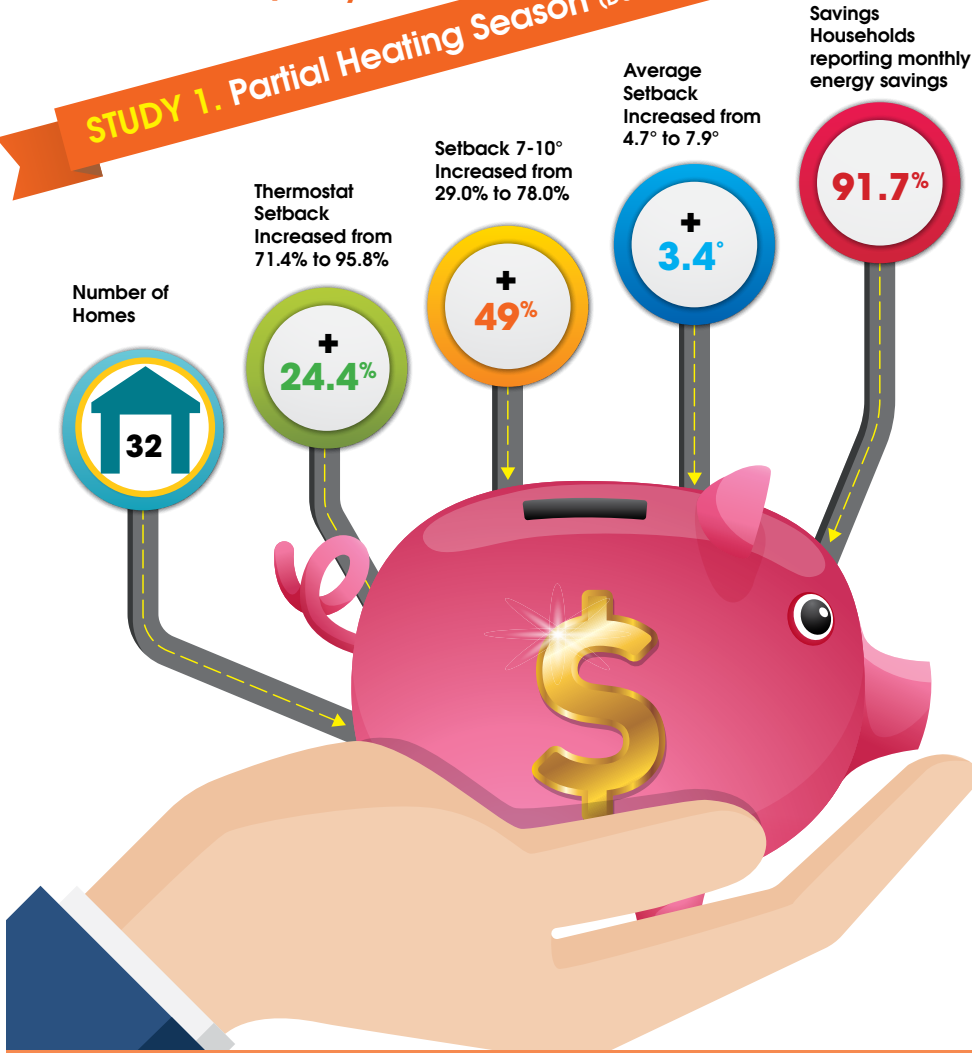 STUDY 1. Partial Heating Season
Number of
Homes
32
Thermostat
Setback
Increased from
71.4% to 95.8%
+
24.4%
Setback 7-10°
Increased from
29.0% to 78.0%
+
49%
Average
Setback
Increased from
4.7° to 7.9°
+
3.4°
Savings
Households
reporting monthly
energy savings
91.7%
$